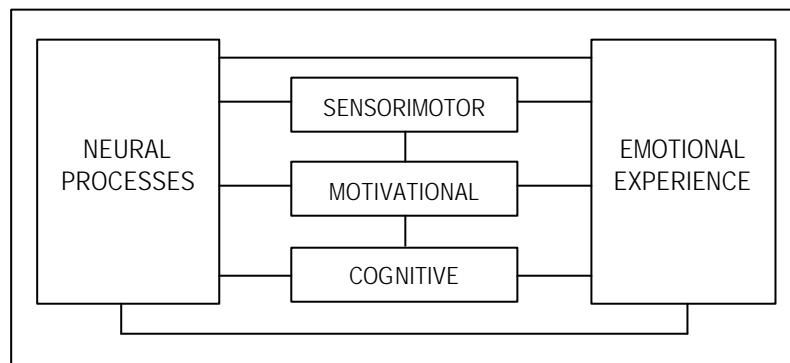 NEURAL
PROCESSES
SENSORIMOTOR
MOTIVATIONAL
COGNITIVE
EMOTIONAL
EXPERIENCE